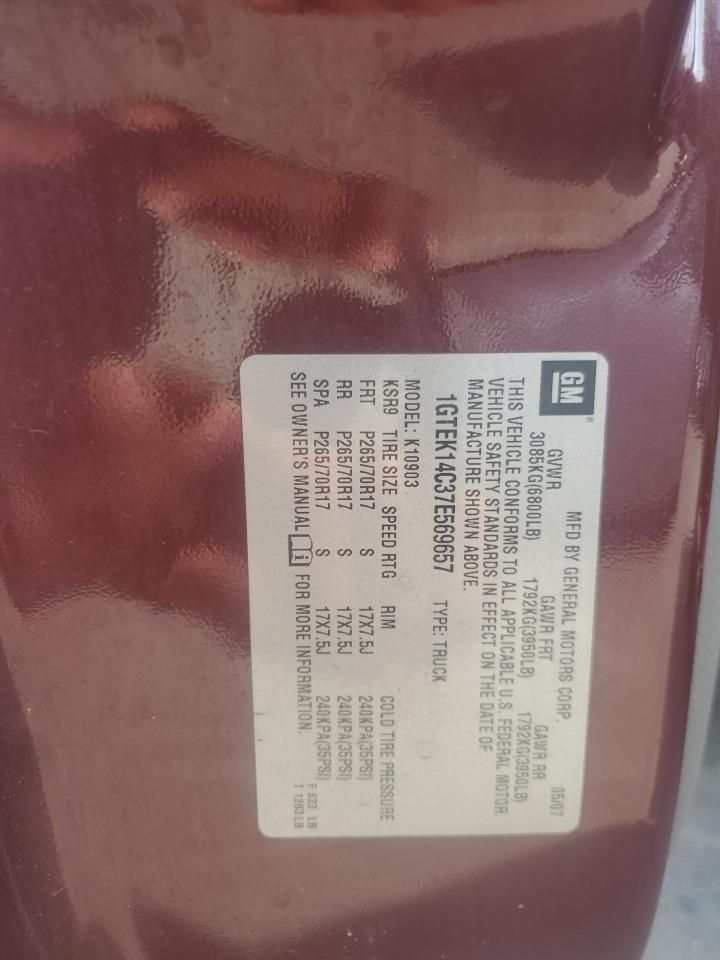 GM ®
MFD BY GENERAL MOTORS CORP.
05/07
GVWR GAWR FRT GAWR RR
3085KG(6800LB) 1792KG(3950LB) 1792KG(3950LB)
THIS VEHICLE CONFORMS TO ALL APPLICABLE U.S. FEDERAL MOTOR
VEHICLE SAFETY STANDARDS IN EFFECT ON THE DATE OF
MANUFACTURE SHOWN ABOVE.
1GTEK14C37E569657 TYPE: TRUCK
MODEL: K10903
KSR9 TIRE SIZE SPEED RTG RIM COLD TIRE PRESSURE
FRT P265/70R17 S 17X7.5J 240KPA(35PSI)
RR P265/70R17 S 17X7.5J 240KPA(35PSI)
SPA P265/70R17 S 17X7.5J 240KPA(35PSI)
SEE OWNER'S MANUAL i FOR MORE INFORMATION.
F 623 LB
T 1283 LB